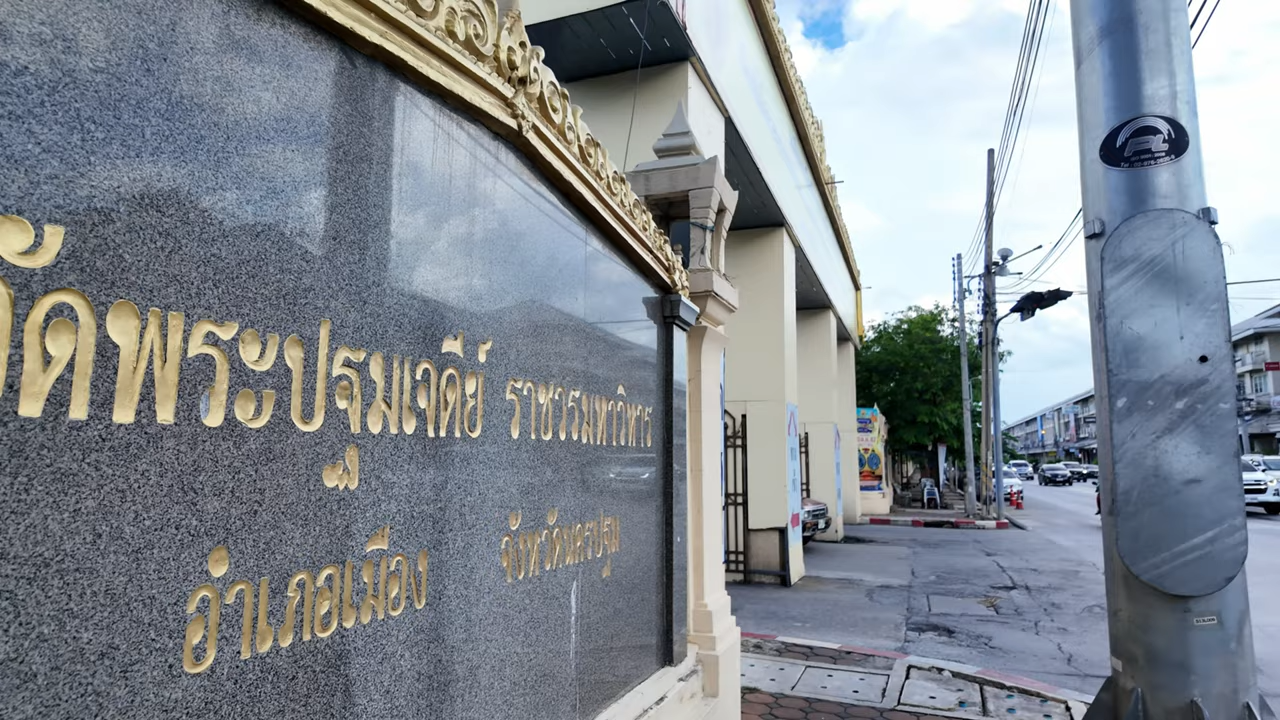 วัดพระปฐมเจดีย์ ราชวรมหาวิหาร
อำเภอเมือง จังหวัดนครปฐม
PL